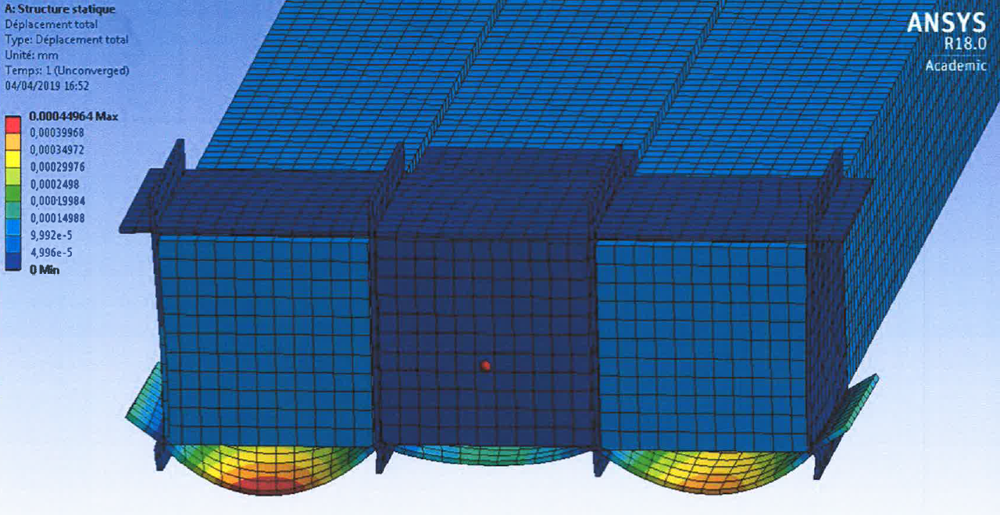 A: Structure statique
Déplacement total
Type: Déplacement total
Unité: mm
Temps: 1 (Unconverged)
04/04/2019 16:52
0.00044964 Max
0,00039968
0,00034972
0,00029976
0,0002498
0,00019984
0,00014988
9,992e-5
4,996e-5
0 Min
ANSYS
R18.0
Academic